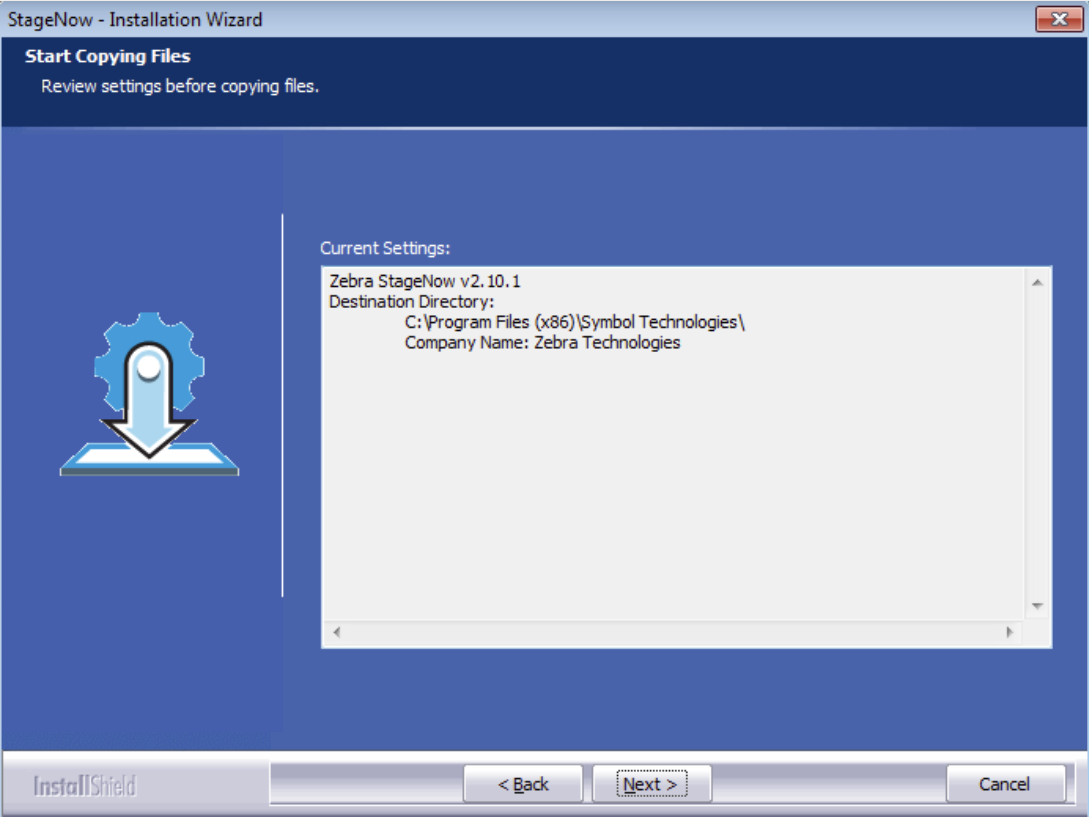 StageNow - Installation Wizard
Start Copying Files
Review settings before copying files.
Current Settings:
Zebra StageNow v2.10.1
Destination Directory:
C:\Program Files (x86)\Symbol Technologies\
Company Name: Zebra Technologies
InstallShield
< Back
Next >
Cancel